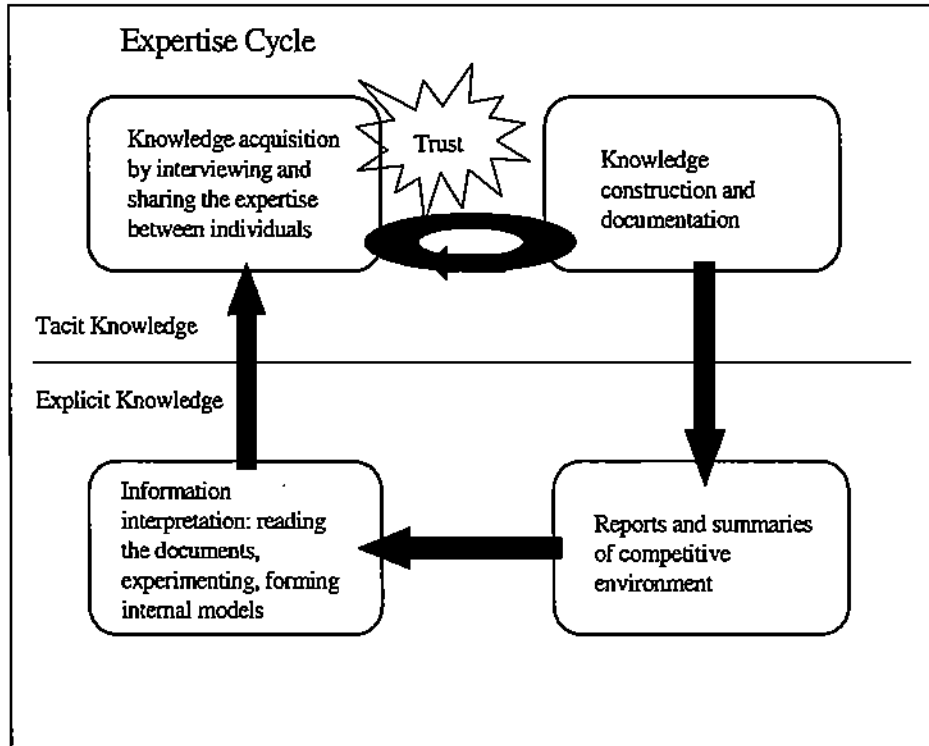 Expertise Cycle
Knowledge acquisition
by interviewing and
sharing the expertise
between individuals
Trust
Knowledge
construction and
documentation
Tacit Knowledge
Explicit Knowledge
Information
interpretation: reading
the documents,
experimenting, forming
internal models
Reports and summaries
of competitive
environment